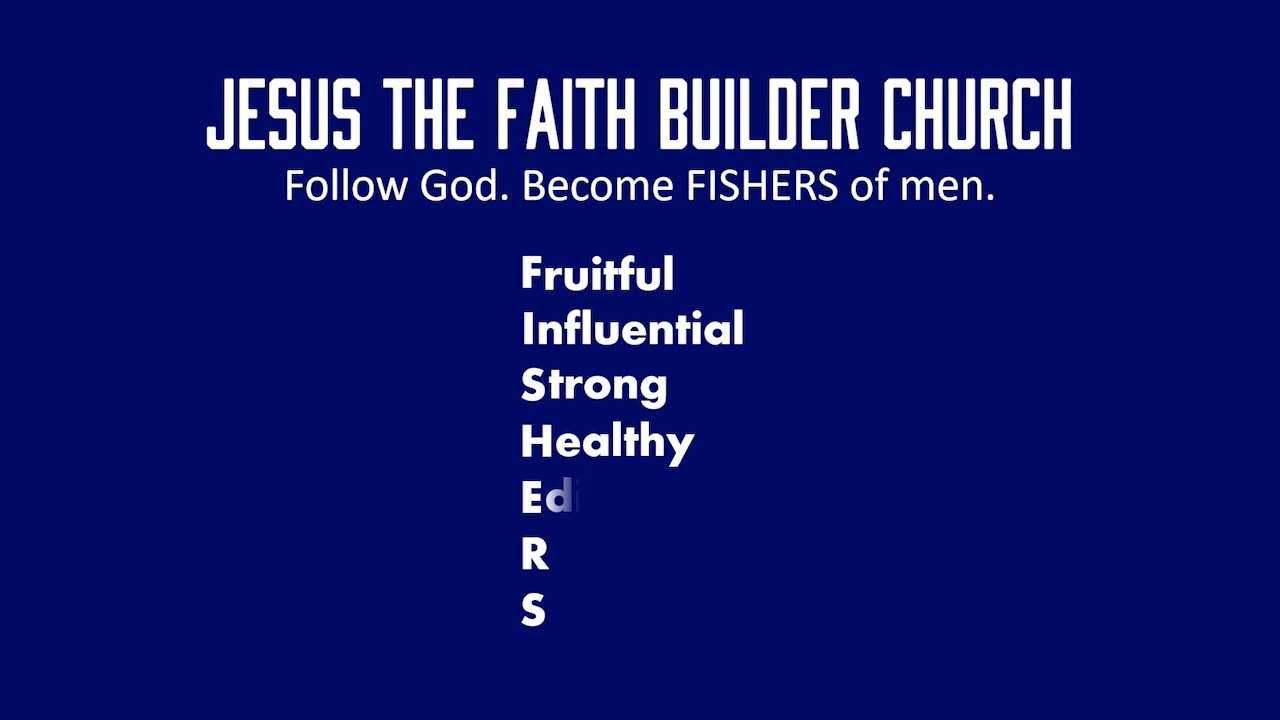 JESUS THE FAITH BUILDER CHURCH
Follow God. Become FISHERS of men.
Fruitful
Influential
Strong
Healthy
Edi
R
S